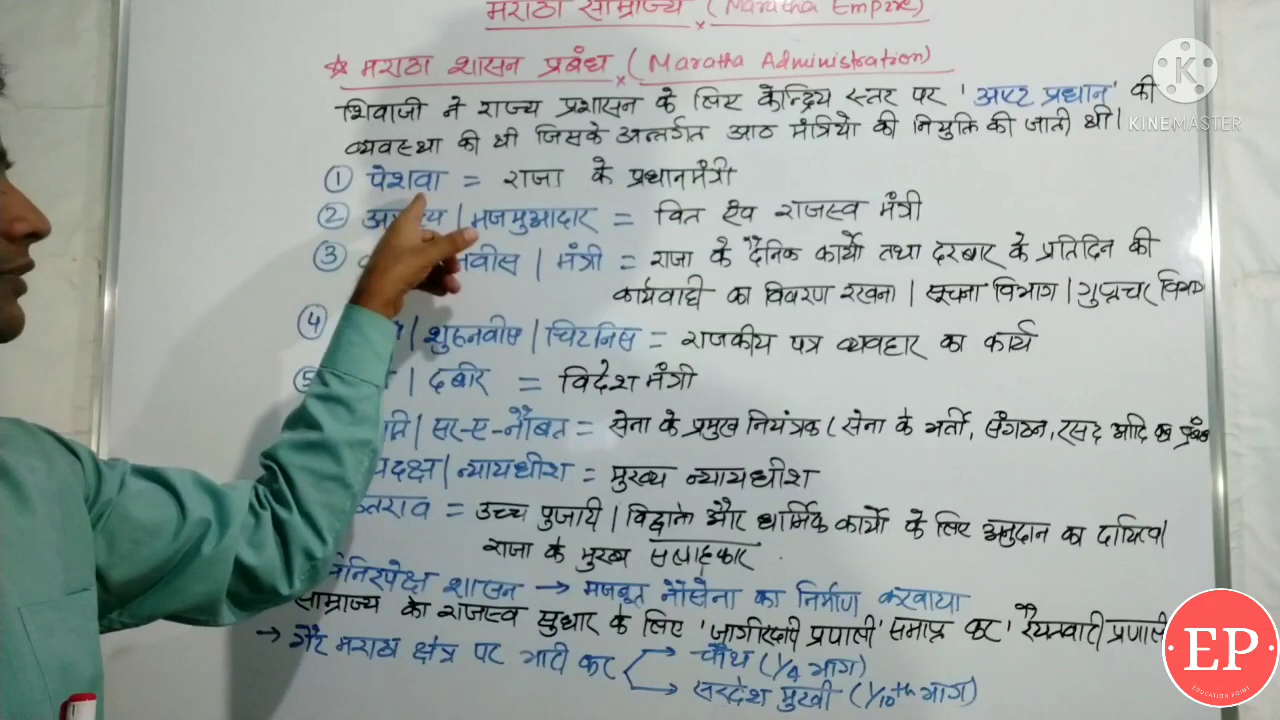 मराठा साम्राज्य (Maratha Empire)
☆ मराठा शासन प्रबंध (Maratha Administration)
शिवाजी ने राज्य प्रशासन के लिए केन्द्रिय स्तर पर 'अष्ट प्रधान' की
व्यवस्था की थी जिसके अन्तर्गत आठ मंत्रियो की नियुक्ति की जाती थी।
① पेशवा = राजा के प्रधानमंत्री
② मजमुआदार = वित एंव राजस्व मंत्री
③ नवीस | मंत्री = राजा के दैनिक कार्यो तथा दरबार के प्रतिदिन की
कार्यवाही का विवरण रखना | सूचना विभाग | गुप्तचर विभाग
④ | शुरुनवीस | चिटनिस = राजकीय पत्र व्यवहार का कार्य
⑤ | दबीर = विदेश मंत्री
| सर-ए-नौबत = सेना के प्रमुख नियंत्रक ( सेना के भर्ती, संगठन, रसद आदि का प्रबंध
| न्यायधीश = मुख्य न्यायधीश
= उच्च पुजारी | विद्वानो और धार्मिक कार्यो के लिए अनुदान का दायित्व।
राजा के मुख्य सलाहकार .
शासन → मजबूत नौसेना का निर्माण करवाया
साम्राज्य का राजस्व सुधार के लिए 'जागीरदारी प्रणाली' समाप्त कर 'रैयतवाडी प्रणाली
→ गैर मराठा क्षेत्र पर भारी कर
चौथ (1/4 भाग)
सरदेश मुखी (1/10th भाग)
KINEMASTER
EP
EDUCATION POINT